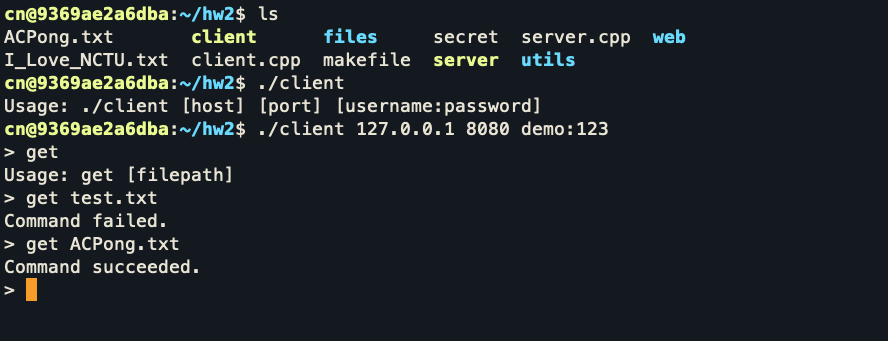 cn@9369ae2a6dba:~/hw2$ ls
ACPong.txt client files secret server.cpp web
I_Love_NCTU.txt client.cpp makefile server utils
cn@9369ae2a6dba:~/hw2$ ./client
Usage: ./client [host] [port] [username:password]
cn@9369ae2a6dba:~/hw2$ ./client 127.0.0.1 8080 demo:123
> get
Usage: get [filepath]
> get test.txt
Command failed.
> get ACPong.txt
Command succeeded.
>